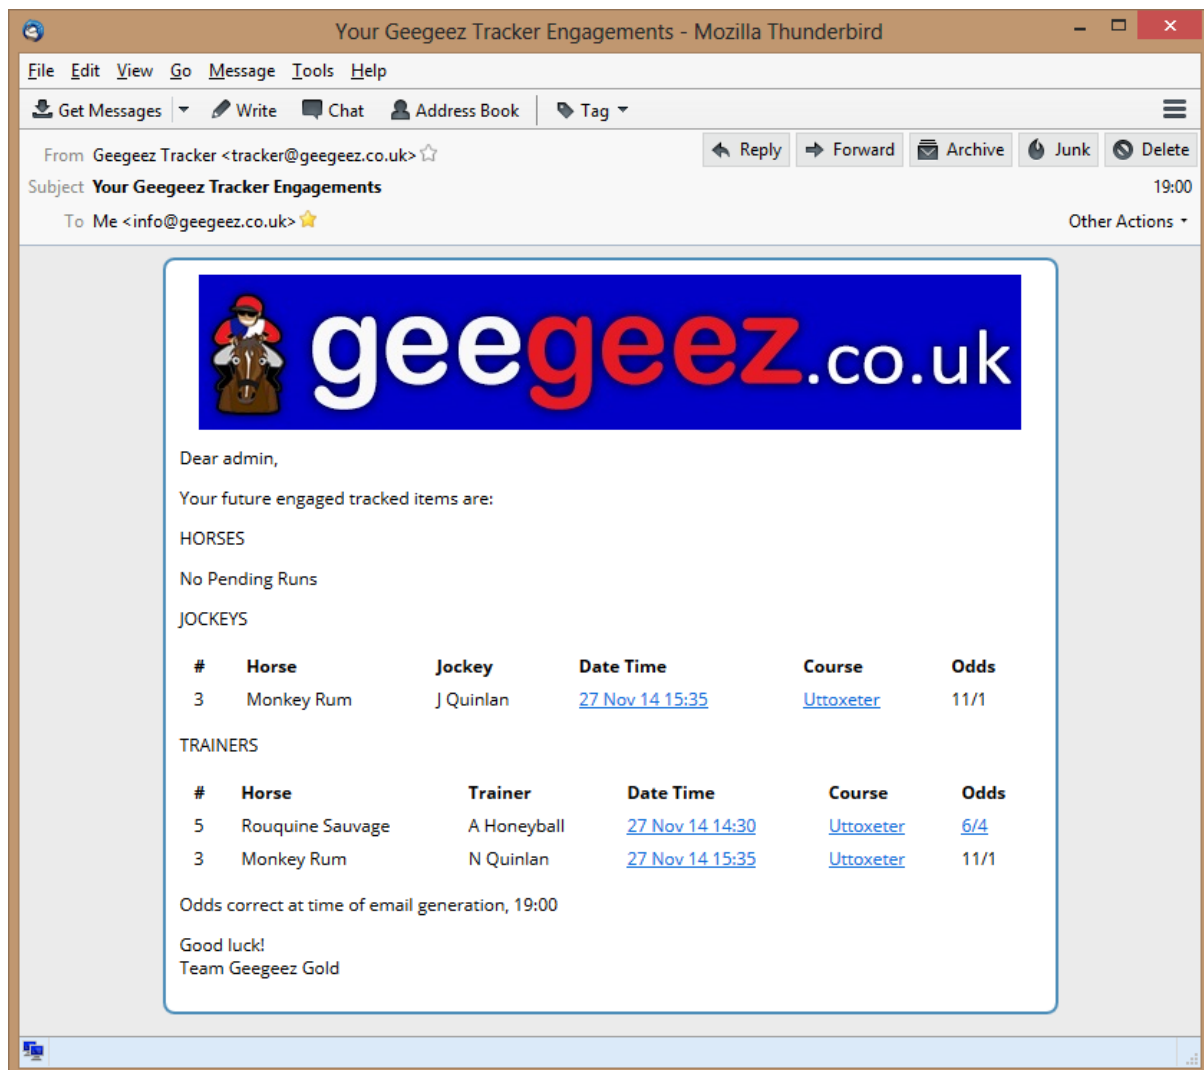 Your Geegeez Tracker Engagements - Mozilla Thunderbird
File Edit View Go Message Tools Help
Get Messages Write Chat Address Book Tag
From Geegeez Tracker <tracker@geegeez.co.uk> Reply Forward Archive Junk Delete
Subject Your Geegeez Tracker Engagements 19:00
To Me <info@geegeez.co.uk> Other Actions
geegeez.co.uk
Dear admin,
Your future engaged tracked items are:
HORSES
No Pending Runs
JOCKEYS
# Horse Jockey Date Time Course Odds
3 Monkey Rum J Quinlan 27 Nov 14 15:35 Uttoxeter 11/1
TRAINERS
# Horse Trainer Date Time Course Odds
5 Rouquine Sauvage A Honeyball 27 Nov 14 14:30 Uttoxeter 6/4
3 Monkey Rum N Quinlan 27 Nov 14 15:35 Uttoxeter 11/1
Odds correct at time of email generation, 19:00
Good luck!
Team Geegeez Gold